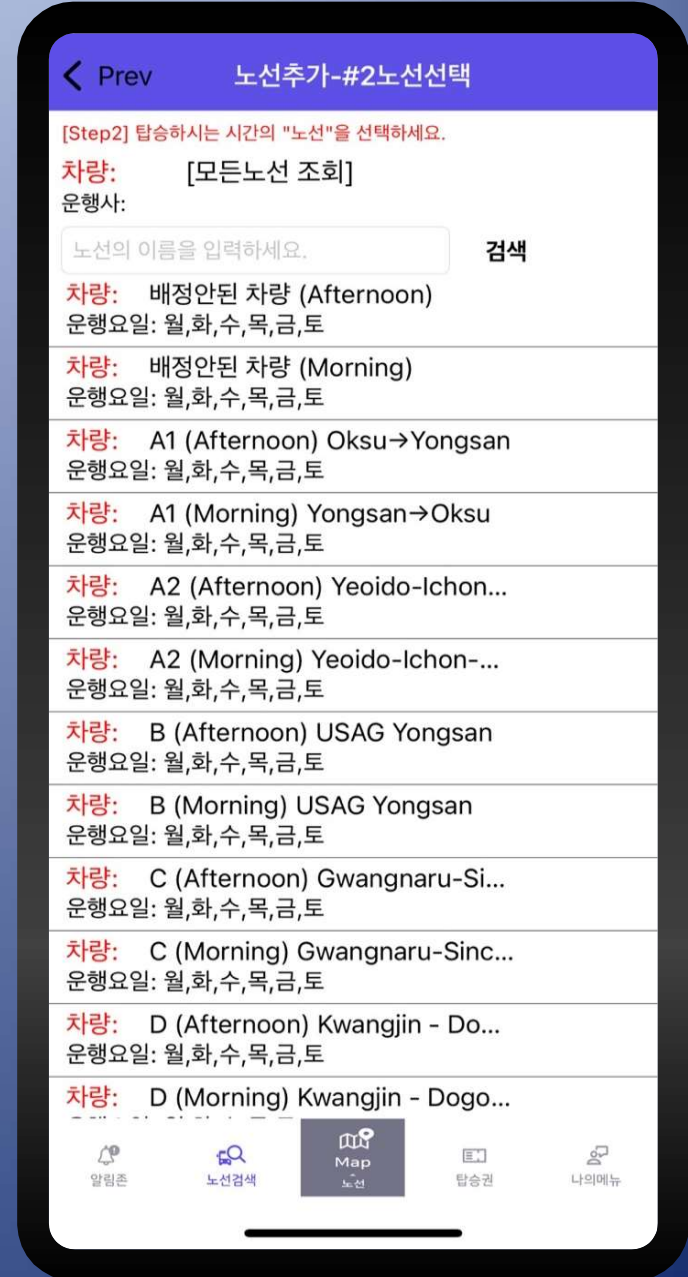 Prev
노선추가-#2노선선택
[Step2] 탑승하시는 시간의 "노선"을 선택하세요.
차량: [모든노선 조회]
운행사:
노선의 이름을 입력하세요.
검색
차량: 배정안된 차량 (Afternoon)
운행요일: 월,화,수,목,금,토
차량: 배정안된 차량 (Morning)
운행요일: 월,화,수,목,금,토
차량: A1 (Afternoon) Oksu→Yongsan
운행요일: 월,화,수,목,금,토
차량: A1 (Morning) Yongsan→Oksu
운행요일: 월,화,수,목,금,토
차량: A2 (Afternoon) Yeoido-Ichon...
운행요일: 월,화,수,목,금,토
차량: A2 (Morning) Yeoido-Ichon-...
운행요일: 월,화,수,목,금,토
차량: B (Afternoon) USAG Yongsan
운행요일: 월,화,수,목,금,토
차량: B (Morning) USAG Yongsan
운행요일: 월,화,수,목,금,토
차량: C (Afternoon) Gwangnaru-Si...
운행요일: 월,화,수,목,금,토
차량: C (Morning) Gwangnaru-Sinc...
운행요일: 월,화,수,목,금,토
차량: D (Afternoon) Kwangjin - Do...
운행요일: 월,화,수,목,금,토
차량: D (Morning) Kwangjin - Dogo...
알림존
노선검색
Map
-
노선
탑승권
나의메뉴